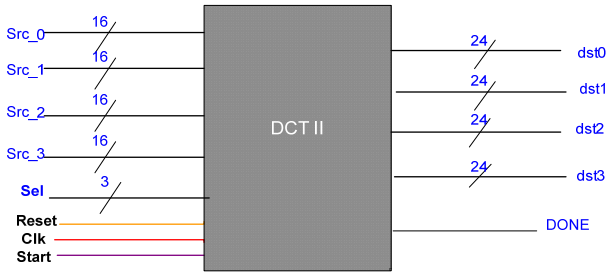 Src_0
16
Src_1
16
Src_2
16
Src_3
16
Sel
3
Reset
Clk
Start
DCT II
24
dst0
24
dst1
24
dst2
24
dst3
DONE